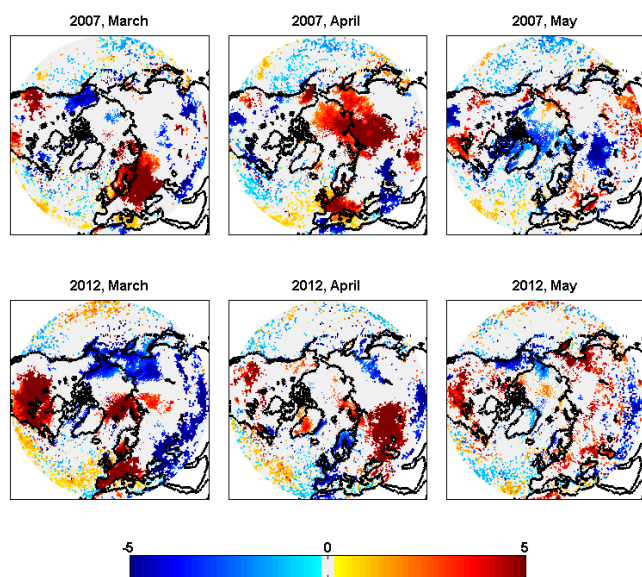 2007, March
2007, April
2007, May
2012, March
2012, April
2012, May
-5
0
5